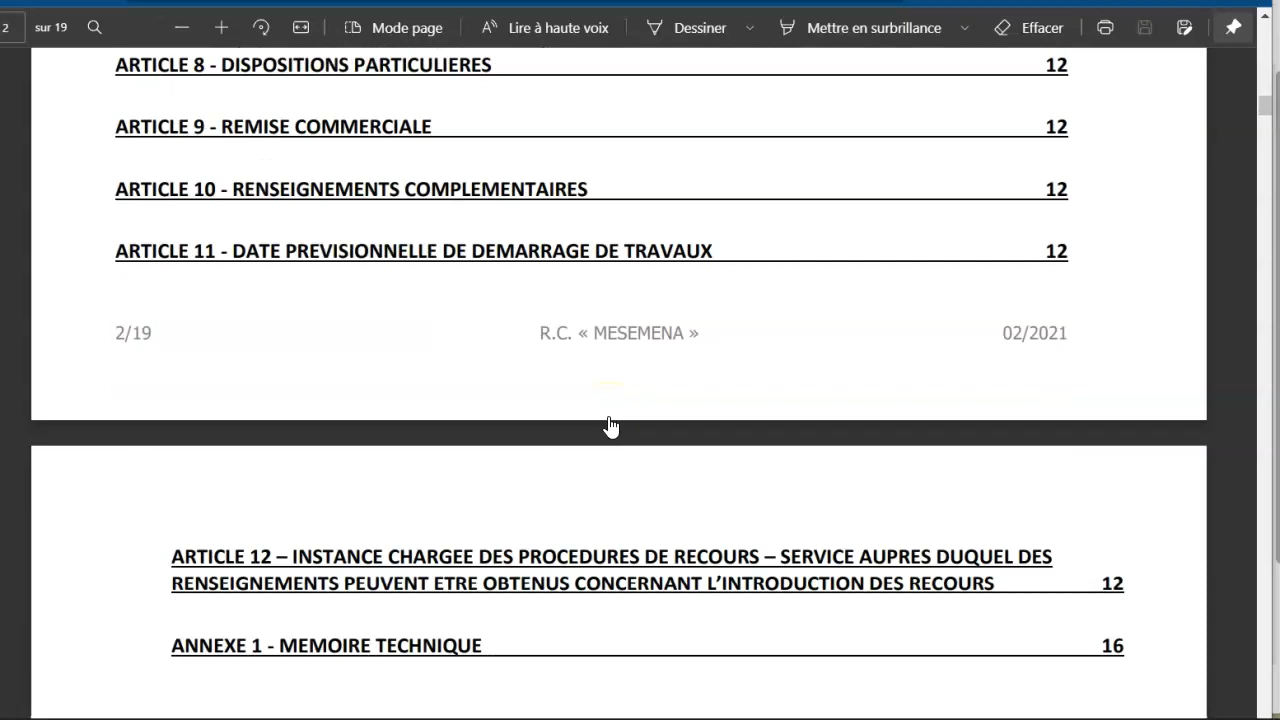 2 sur 19 Mode page Lire à haute voix Dessiner Mettre en surbrillance Effacer
ARTICLE 8 - DISPOSITIONS PARTICULIERES 12
ARTICLE 9 - REMISE COMMERCIALE 12
ARTICLE 10 - RENSEIGNEMENTS COMPLEMENTAIRES 12
ARTICLE 11 - DATE PREVISIONNELLE DE DEMARRAGE DE TRAVAUX 12
2/19 R.C. « MESEMENA » 02/2021
ARTICLE 12 – INSTANCE CHARGEE DES PROCEDURES DE RECOURS – SERVICE AUPRES DUQUEL DES
RENSEIGNEMENTS PEUVENT ETRE OBTENUS CONCERNANT L’INTRODUCTION DES RECOURS 12
ANNEXE 1 - MEMOIRE TECHNIQUE 16